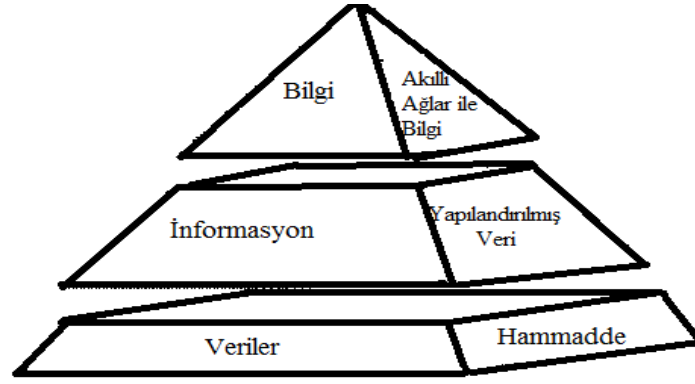 Bilgi
Akıllı
Ağlar ile
Bilgi
İnformasyon
Yapılandırılmış
Veri
Veriler
Hammadde